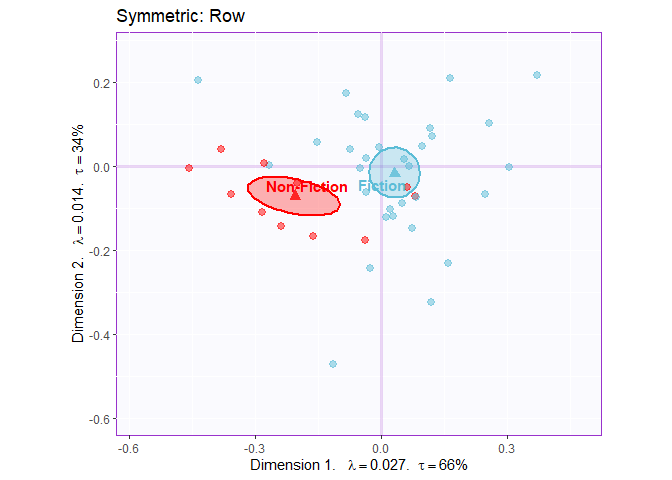 Symmetric: Row
0.2
0.0
-0.2
-0.4
-0.6
Dimension 2. λ = 0.014. τ = 34%
Non-Fiction
Fiction
-0.6
-0.3
0.0
0.3
Dimension 1. λ = 0.027. τ = 66%